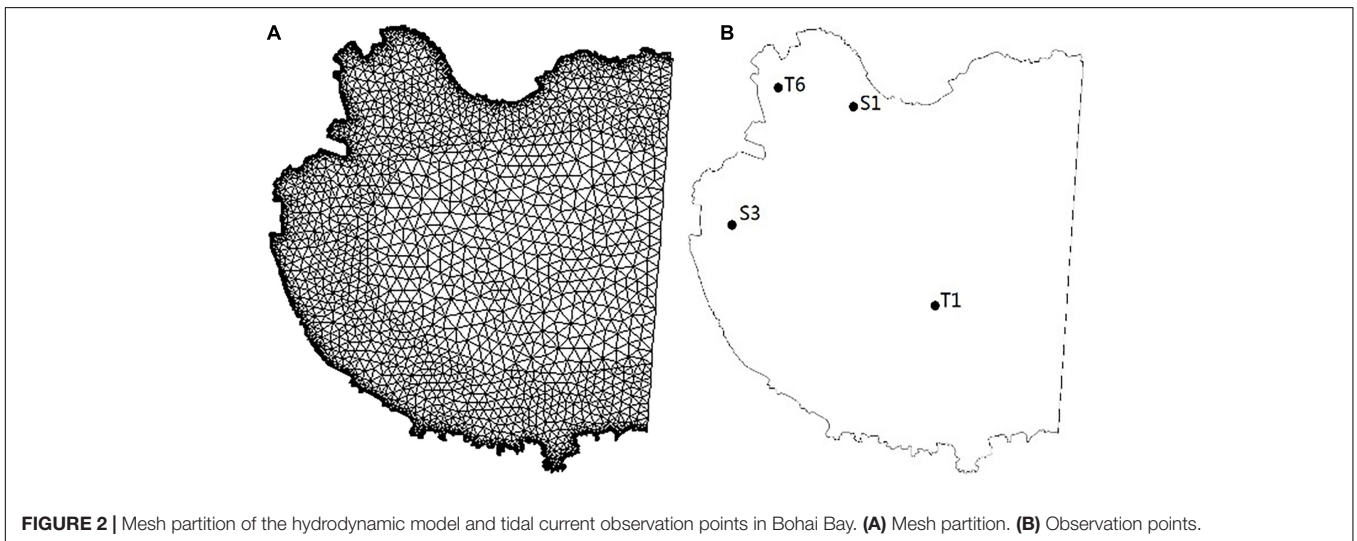 A
B
T6
S1
S3
T1
FIGURE 2 | Mesh partition of the hydrodynamic model and tidal current observation points in Bohai Bay. (A) Mesh partition. (B) Observation points.